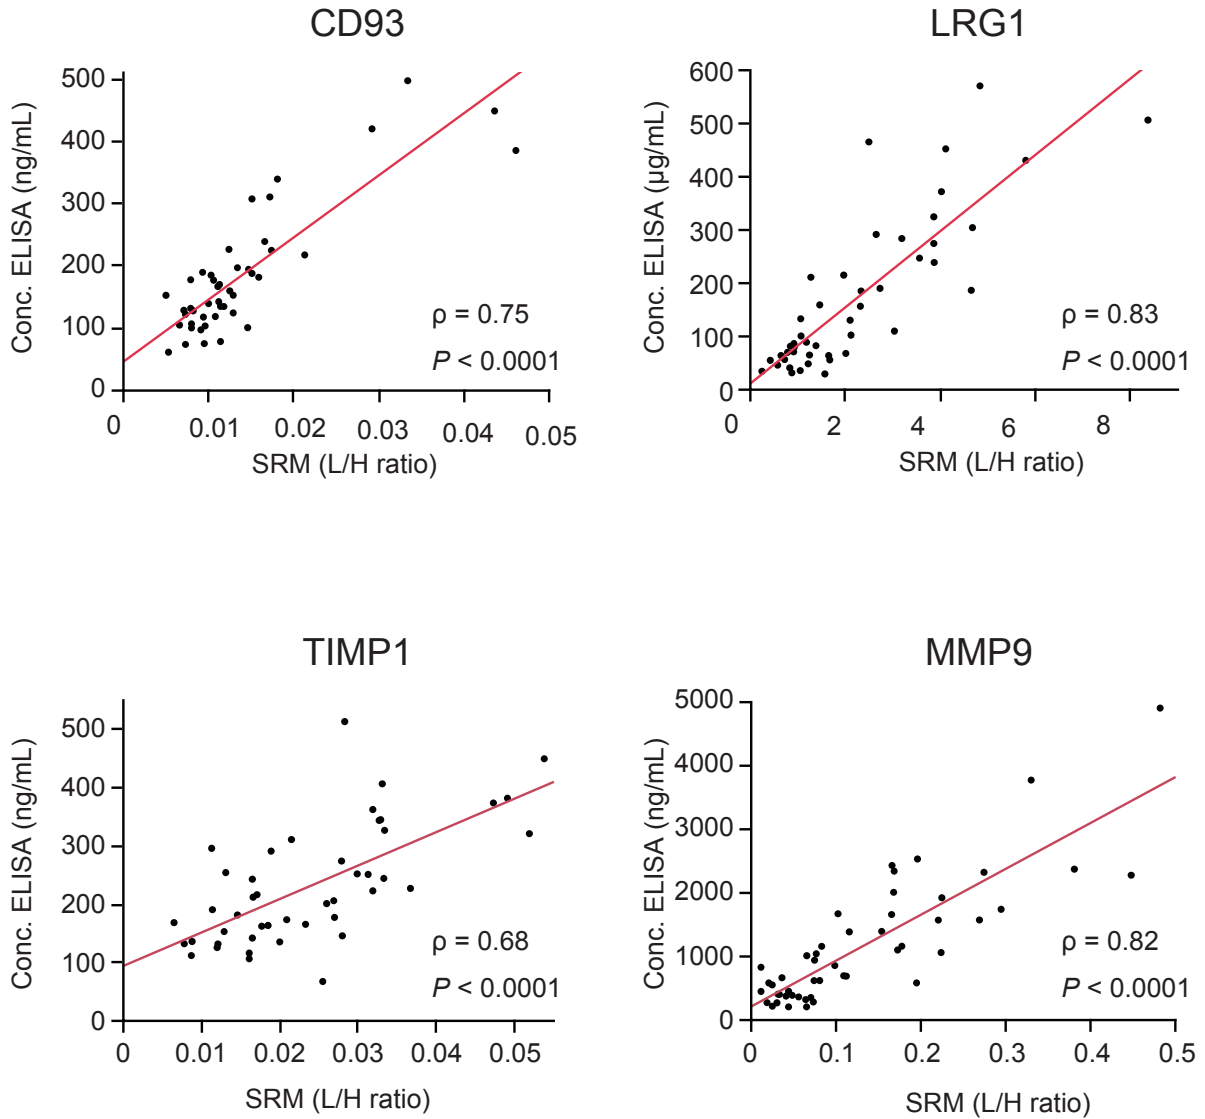 CD93
Conc. ELISA (ng/mL)
500
400
300
200
100
0
ρ = 0.75
P < 0.0001
0 0.01 0.02 0.03 0.04 0.05
SRM (L/H ratio)
LRG1
Conc. ELISA (µg/mL)
600
500
400
300
200
100
0
ρ = 0.83
P < 0.0001
0 2 4 6 8
SRM (L/H ratio)
TIMP1
Conc. ELISA (ng/mL)
500
400
300
200
100
0
ρ = 0.68
P < 0.0001
0 0.01 0.02 0.03 0.04 0.05
SRM (L/H ratio)
MMP9
Conc. ELISA (ng/mL)
5000
4000
3000
2000
1000
0
ρ = 0.82
P < 0.0001
0 0.1 0.2 0.3 0.4 0.5
SRM (L/H ratio)